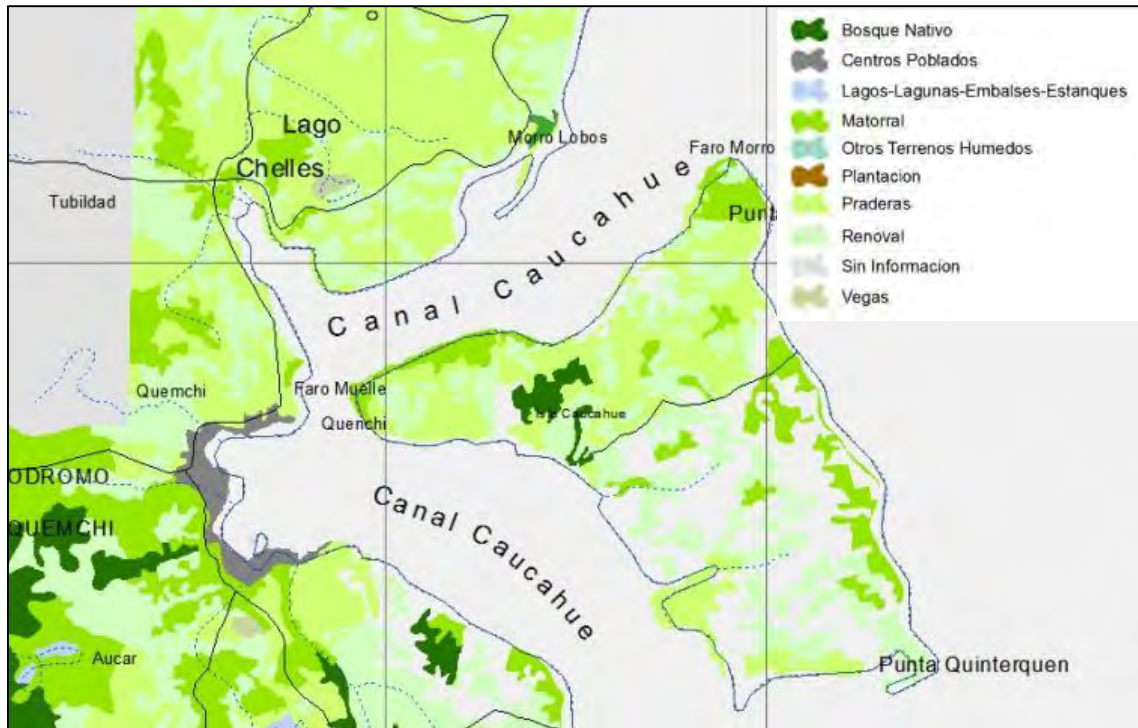 Bosque Nativo
Centros Poblados
Lagos-Lagunas-Embalses-Estanques
Matorral
Otros Terrenos Humedos
Plantacion
Praderas
Renoval
Sin Informacion
Vegas
o
Lago
Chelles
Morro Lobos
Faro Morro
Tubildad
Punta
Canal Caucahue
Quemchi
Faro Muelle
Quenchi
Isla Caucahue
ODROMO
QUEMCHI
Canal Caucahue
Aucar
Punta Quinterquen